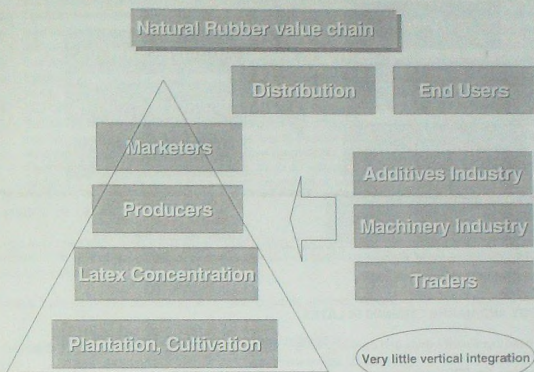 Natural Rubber value chain
Distribution
End Users
Marketers
Producers
Latex Concentration
Plantation, Cultivation
Additives Industry
Machinery Industry
Traders
Very little vertical integration